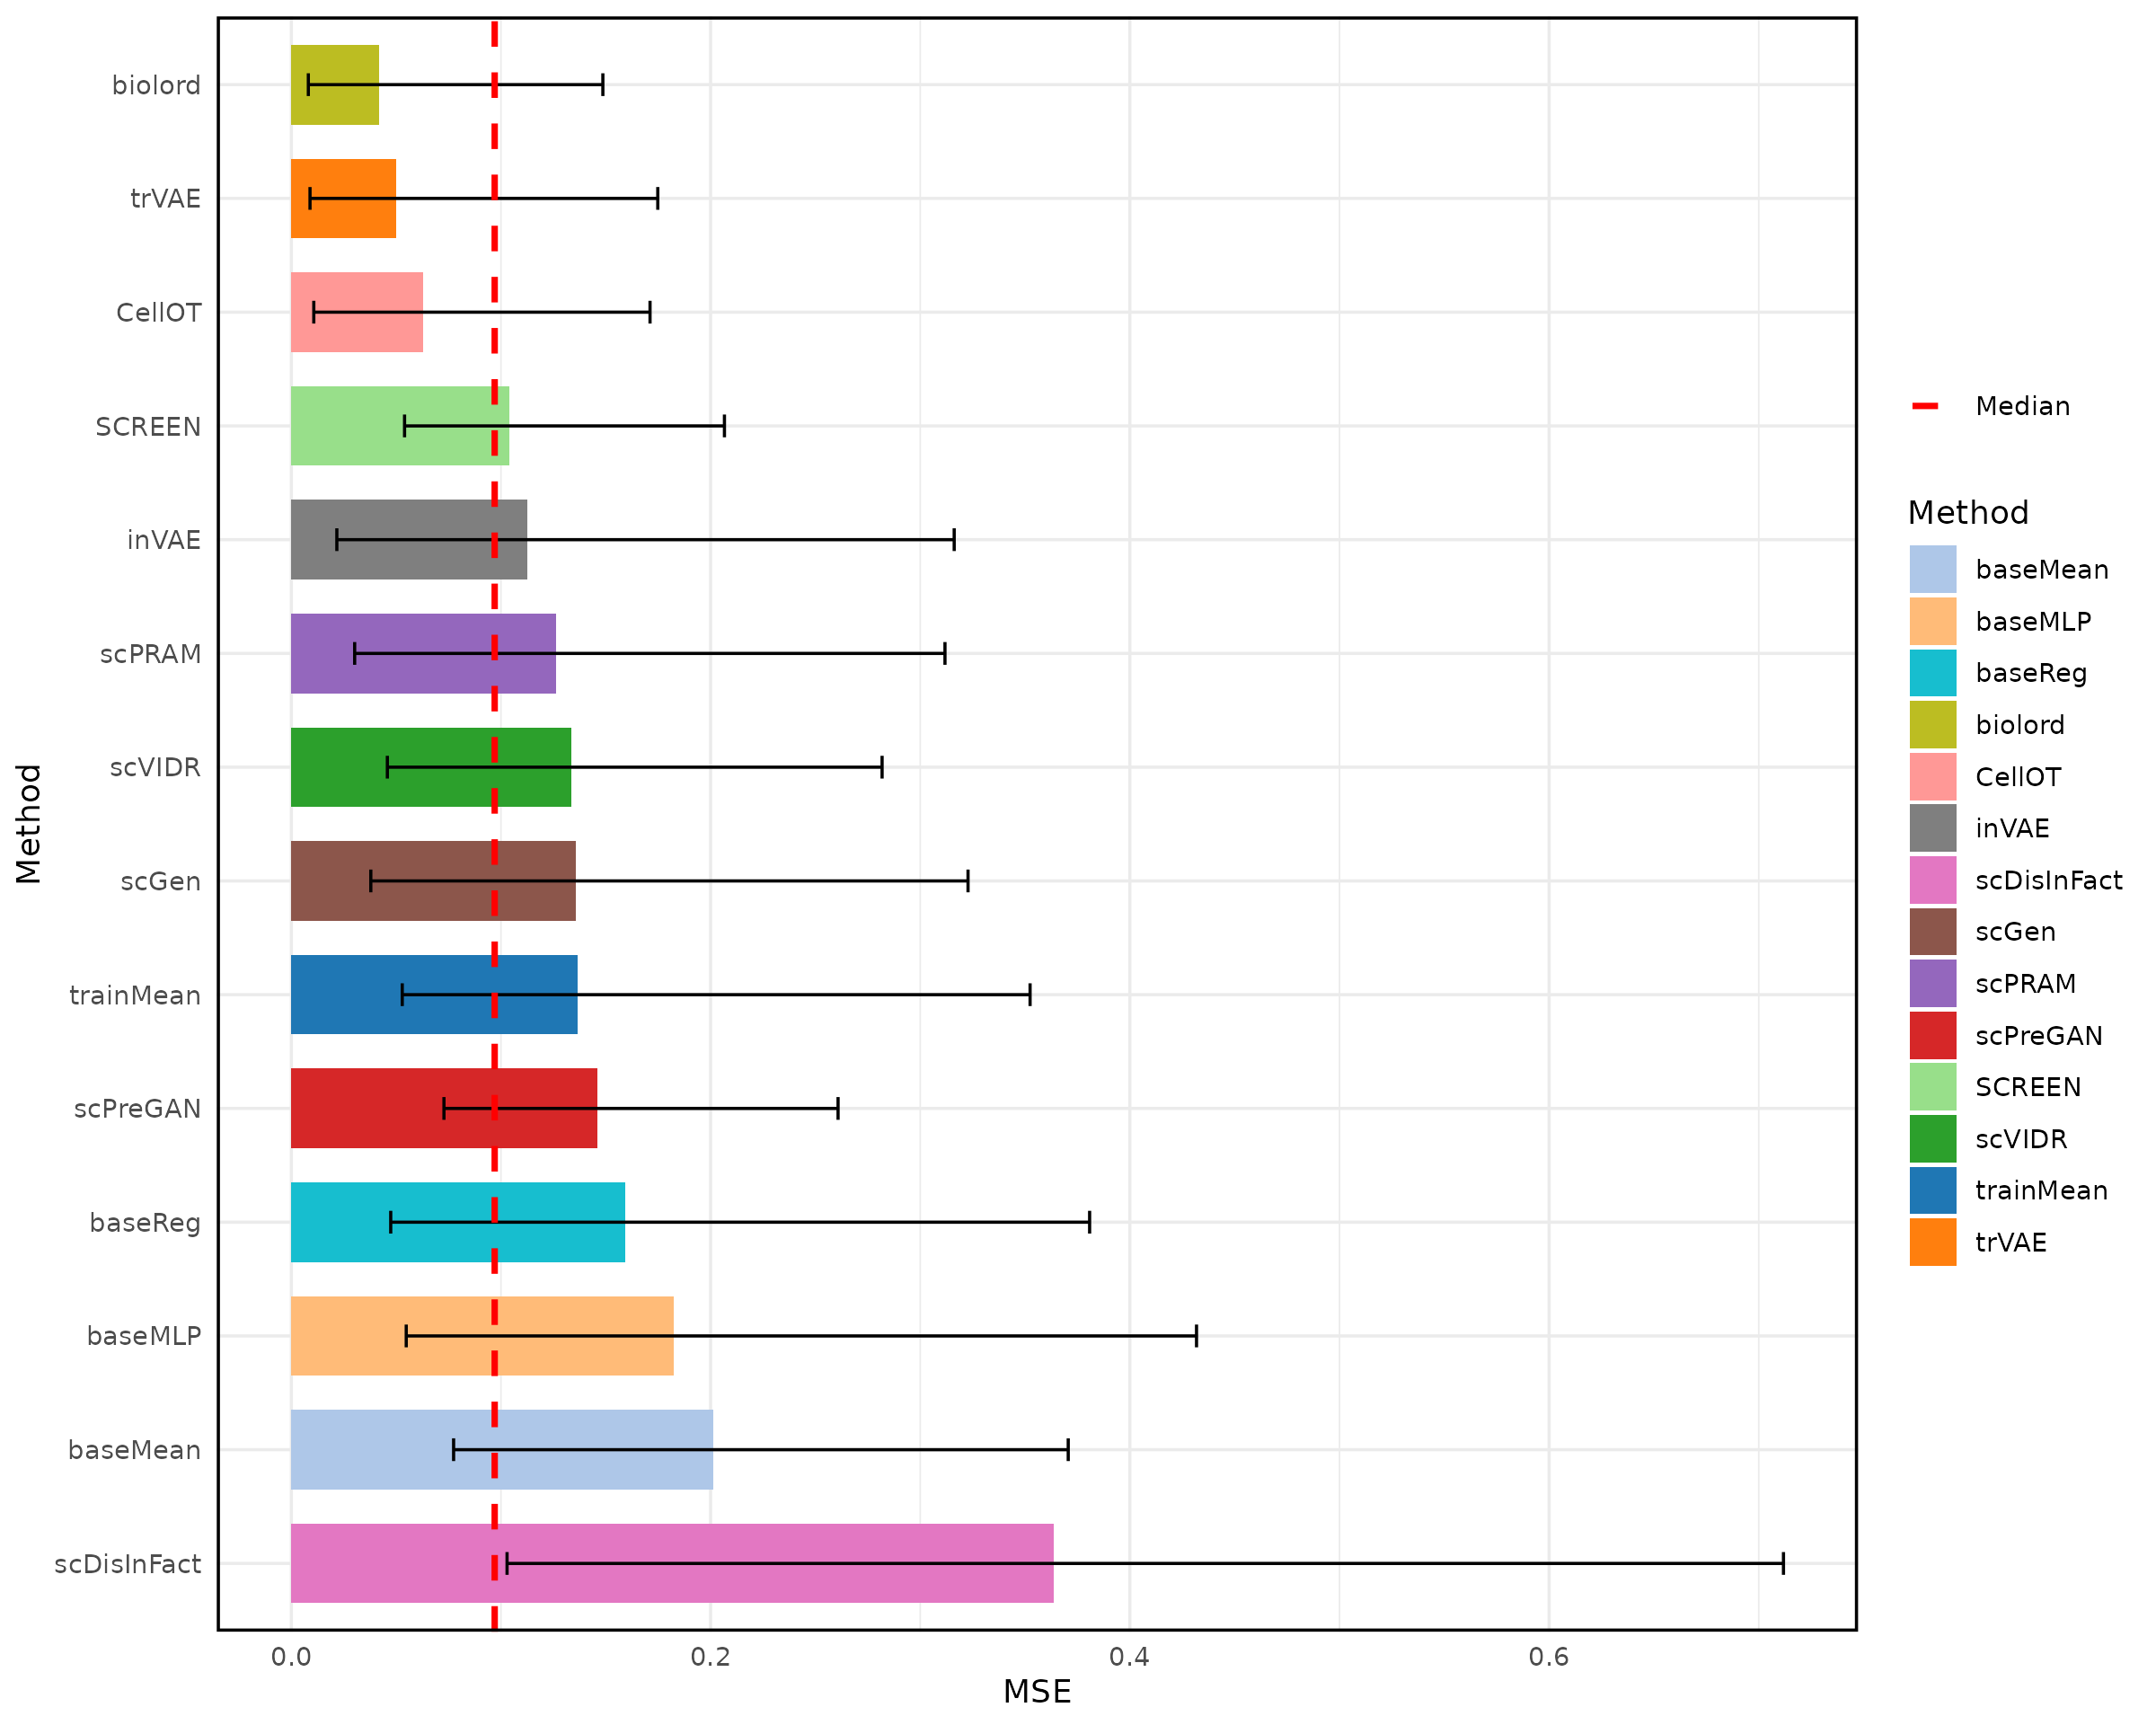 Method
biolord
trVAE
CellOT
SCREEN
inVAE
scPRAM
scVIDR
scGen
trainMean
scPreGAN
baseReg
baseMLP
baseMean
scDisInFact
0.0 0.2 0.4 0.6
MSE
Median
Method
baseMean
baseMLP
baseReg
biolord
CellOT
inVAE
scDisInFact
scGen
scPRAM
scPreGAN
SCREEN
scVIDR
trainMean
trVAE